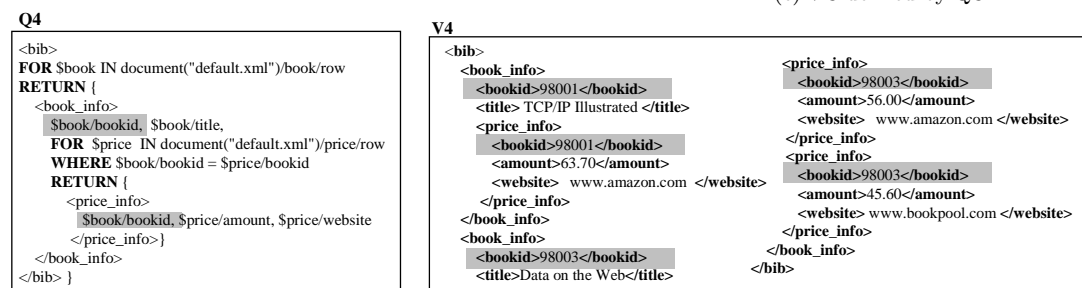 Q4
<bib>
FOR $book IN document("default.xml")/book/row
RETURN {
<book_info>
$book/bookid, $book/title,
FOR $price IN document("default.xml")/price/row
WHERE $book/bookid = $price/bookid
RETURN {
<price_info>
$book/bookid, $price/amount, $price/website
</price_info>}
</book_info>
</bib> }
V4
<bib>
<book_info>
<bookid>98001</bookid>
<title> TCP/IP Illustrated </title>
<price_info>
<bookid>98001</bookid>
<amount>63.70</amount>
<website> www.amazon.com </website>
</price_info>
</book_info>
<book_info>
<bookid>98003</bookid>
<title>Data on the Web</title>
<price_info>
<bookid>98003</bookid>
<amount>56.00</amount>
<website> www.amazon.com </website>
</price_info>
<price_info>
<bookid>98003</bookid>
<amount>45.60</amount>
<website> www.bookpool.com </website>
</price_info>
</book_info>
</bib>